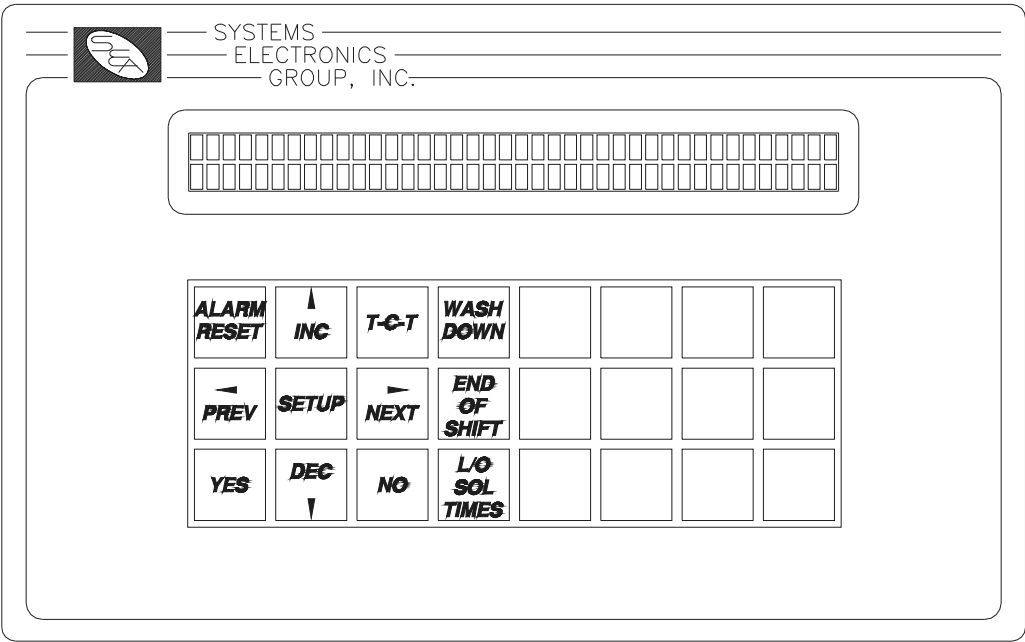 SYSTEMS
ELECTRONICS
GROUP, INC.
SEG
ALARM
RESET
INC
T-C-T
WASH
DOWN
PREV
SETUP
NEXT
END
OF
SHIFT
YES
DEC
NO
L/O
SOL
TIMES